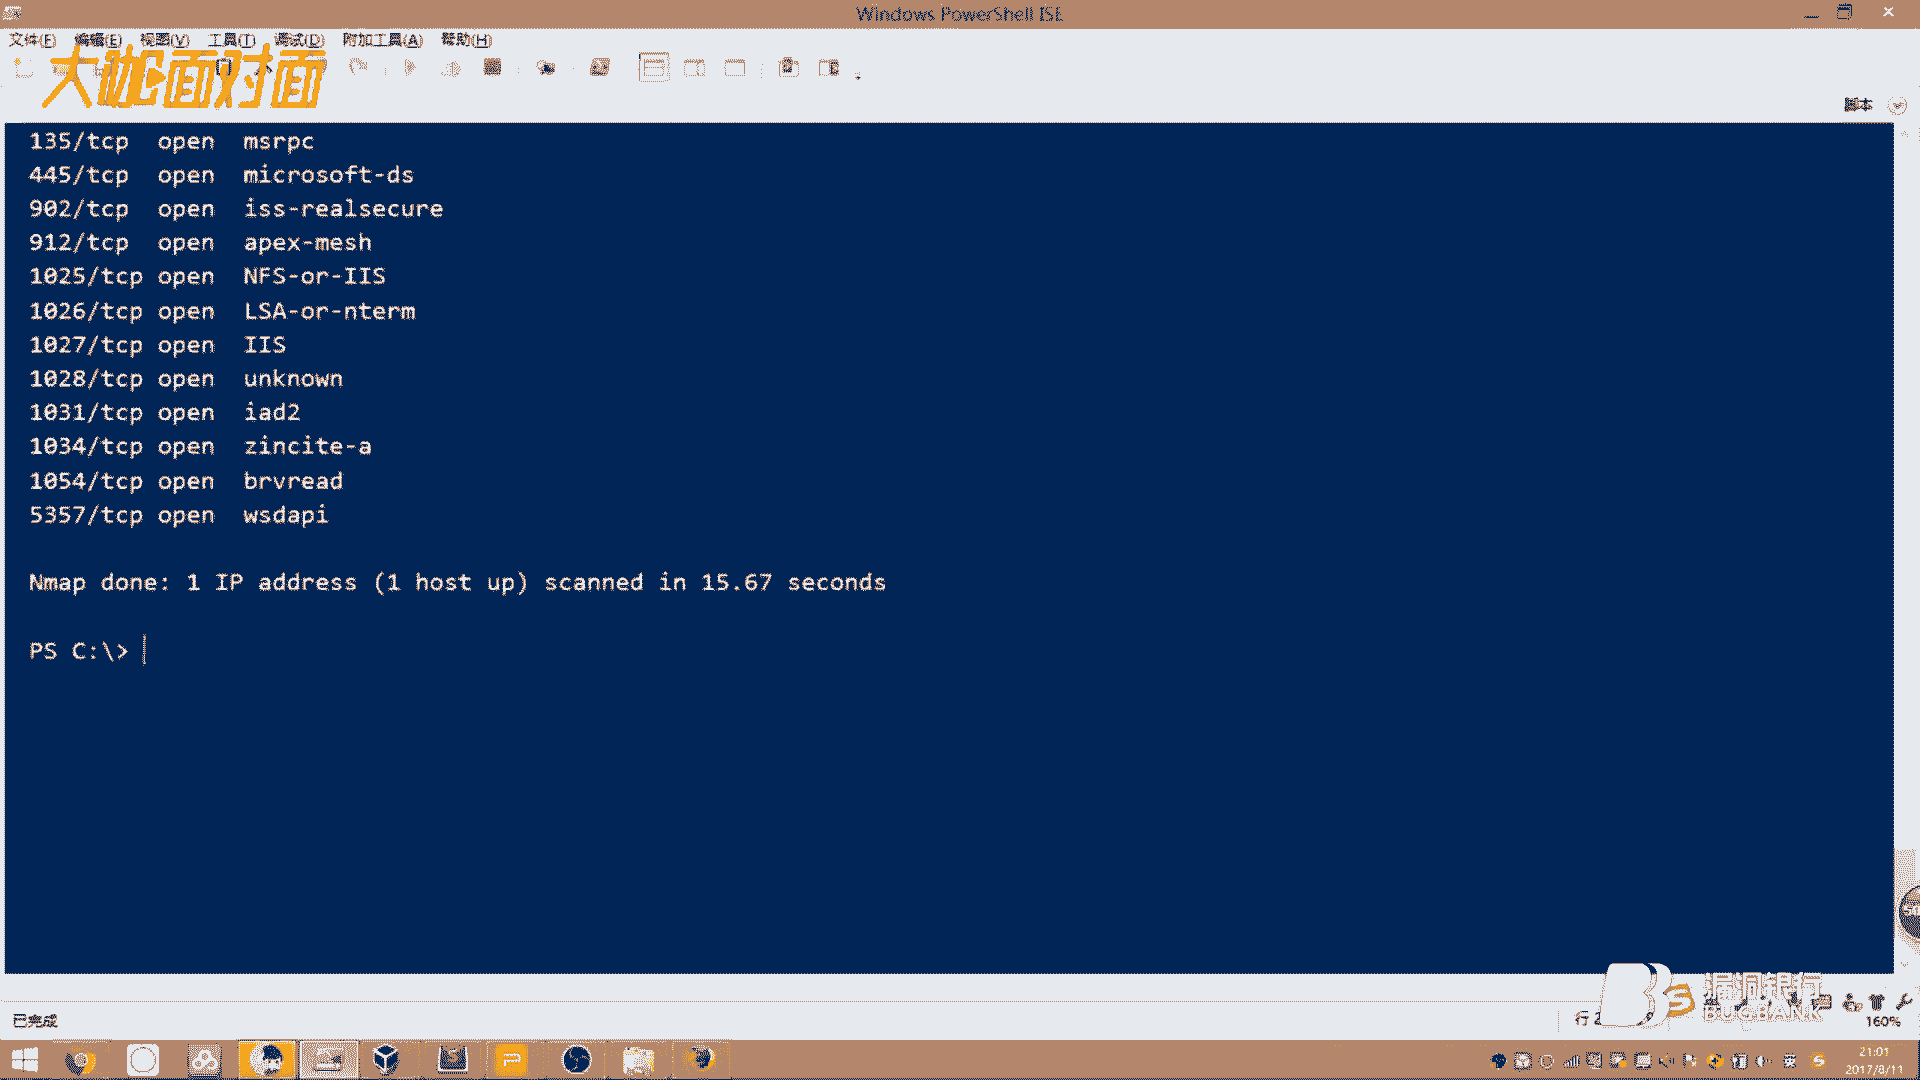 Windows PowerShell ISE
文件(F) 编辑(E) 视图(V) 工具(T) 调试(D) 附加工具(A) 帮助(H)
大咖面对面
脚本
135/tcp open msrpc
445/tcp open microsoft-ds
902/tcp open iss-realsecure
912/tcp open apex-mesh
1025/tcp open NFS-or-IIS
1026/tcp open LSA-or-nterm
1027/tcp open IIS
1028/tcp open unknown
1031/tcp open iad2
1034/tcp open zincite-a
1054/tcp open brvread
5357/tcp open wsdapi
Nmap done: 1 IP address (1 host up) scanned in 15.67 seconds
PS C:\>
漏洞银行
BUGBANK
已完成
行
160%
21:01
2017/8/11